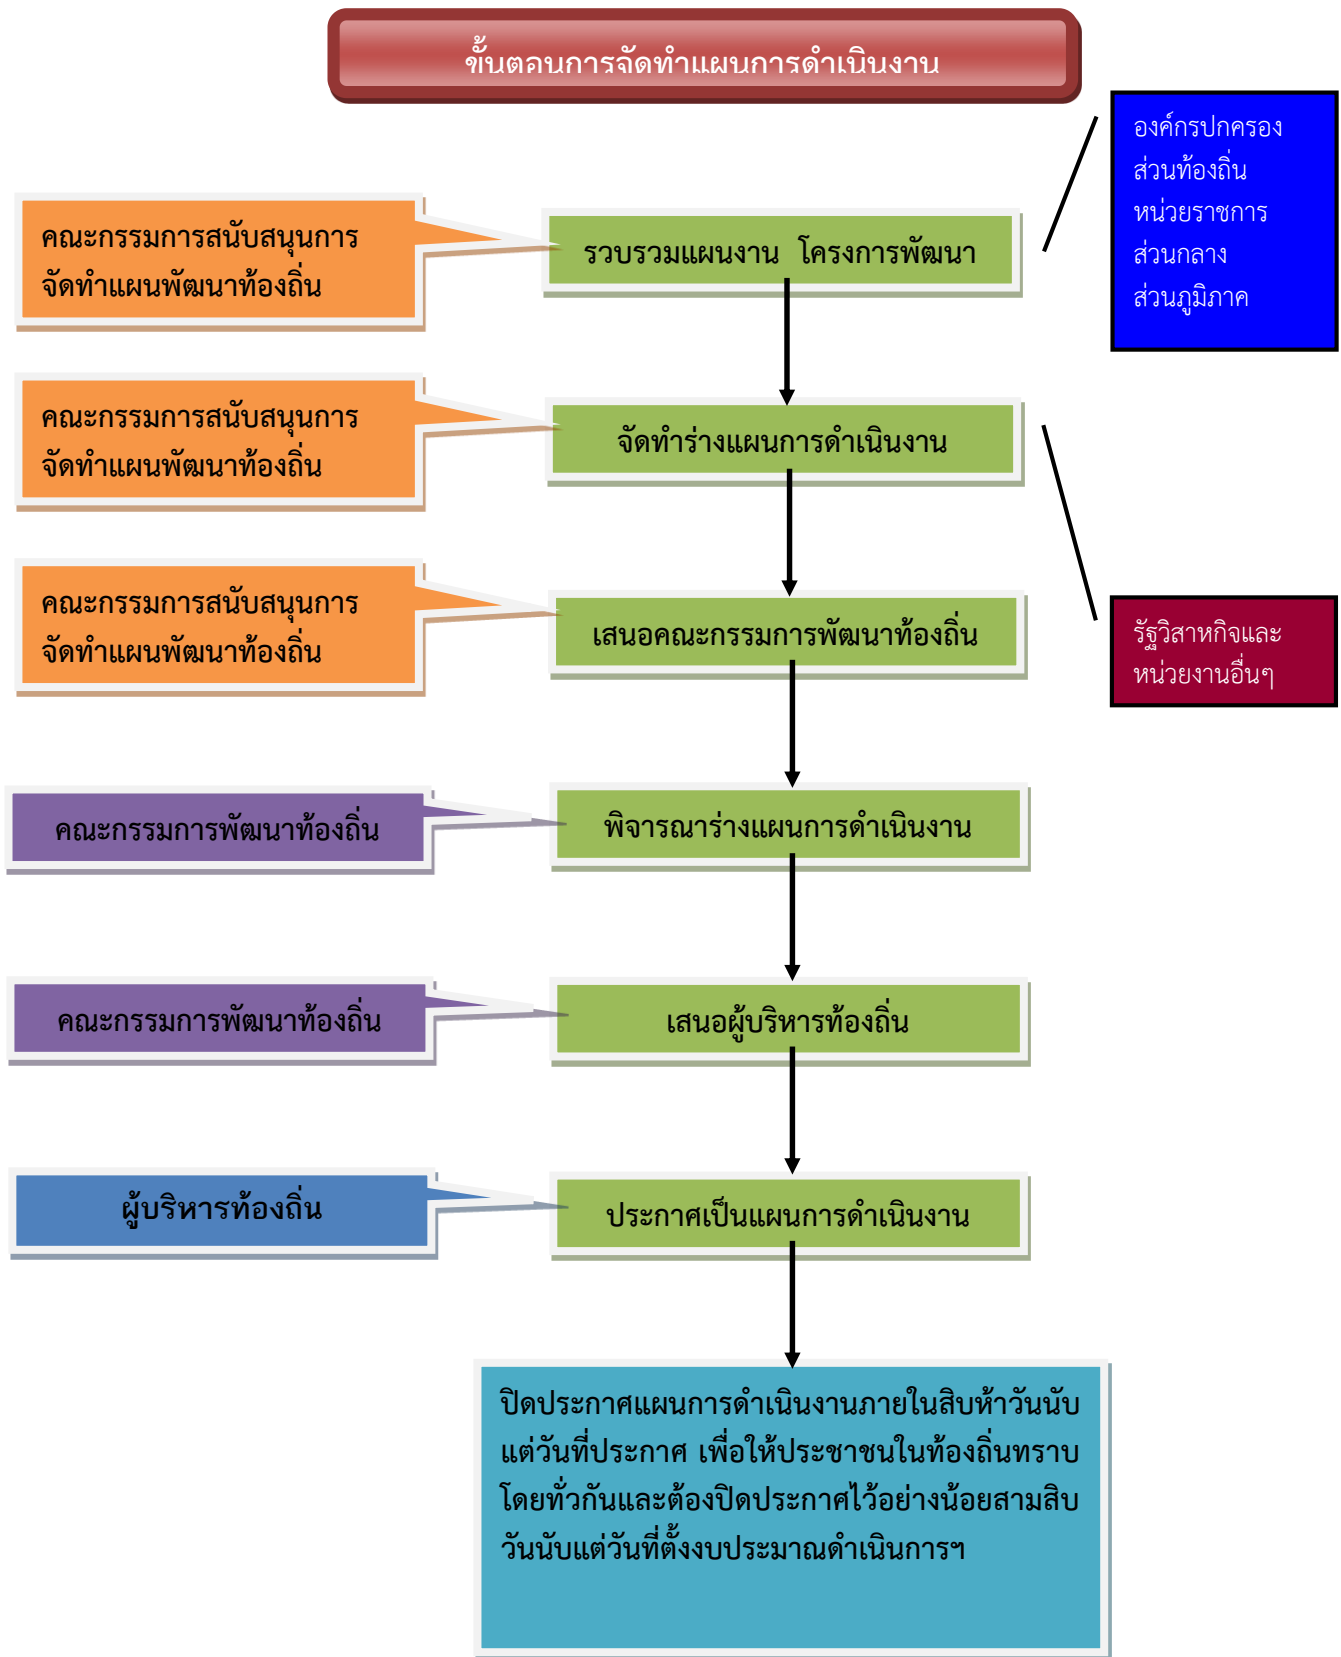 ขั้นตอนการจัดทำแผนการดำเนินงาน
องค์กรปกครอง
ส่วนท้องถิ่น
หน่วยราชการ
ส่วนกลาง
ส่วนภูมิภาค
คณะกรรมการสนับสนุนการ
จัดทำแผนพัฒนาท้องถิ่น
รวบรวมแผนงาน โครงการพัฒนา
คณะกรรมการสนับสนุนการ
จัดทำแผนพัฒนาท้องถิ่น
จัดทำร่างแผนการดำเนินงาน
คณะกรรมการสนับสนุนการ
จัดทำแผนพัฒนาท้องถิ่น
เสนอคณะกรรมการพัฒนาท้องถิ่น
รัฐวิสาหกิจและ
หน่วยงานอื่นๆ
คณะกรรมการพัฒนาท้องถิ่น
พิจารณาร่างแผนการดำเนินงาน
คณะกรรมการพัฒนาท้องถิ่น
เสนอผู้บริหารท้องถิ่น
ผู้บริหารท้องถิ่น
ประกาศเป็นแผนการดำเนินงาน
ปิดประกาศแผนการดำเนินงานภายในสิบห้าวันนับ
แต่วันที่ประกาศ เพื่อให้ประชาชนในท้องถิ่นทราบ
โดยทั่วกันและต้องปิดประกาศไว้อย่างน้อยสามสิบ
วันนับแต่วันที่ตั้งงบประมาณดำเนินการฯ